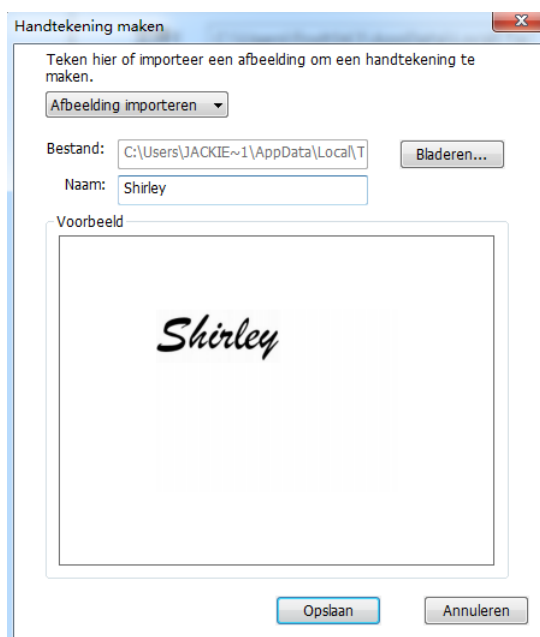 Handtekening maken
x
Teken hier of importeer een afbeelding om een handtekening te
maken.
Afbeelding importeren
Bestand: C:\Users\JACKIE~1\AppData\Local\T Bladeren...
Naam: Shirley
Voorbeeld
Shirley
Opslaan Annuleren